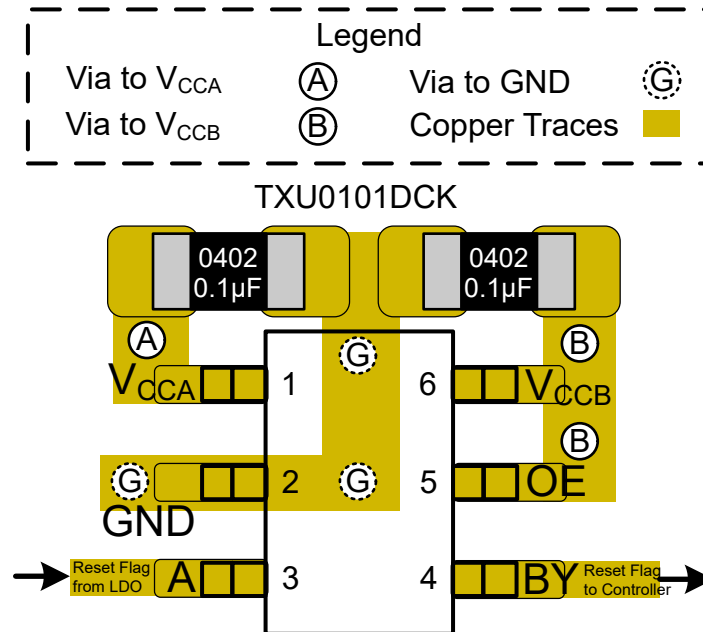 Legend
Via to VCCA A Via to GND G
Via to VCCB B Copper Traces
TXU0101DCK
0402
0.1µF
0402
0.1µF
A
G
B
VCCA
1
6
VCCB
B
G
2
G
5
OE
GND
Reset Flag
from LDO
A
3
4
BY
Reset Flag
to Controller